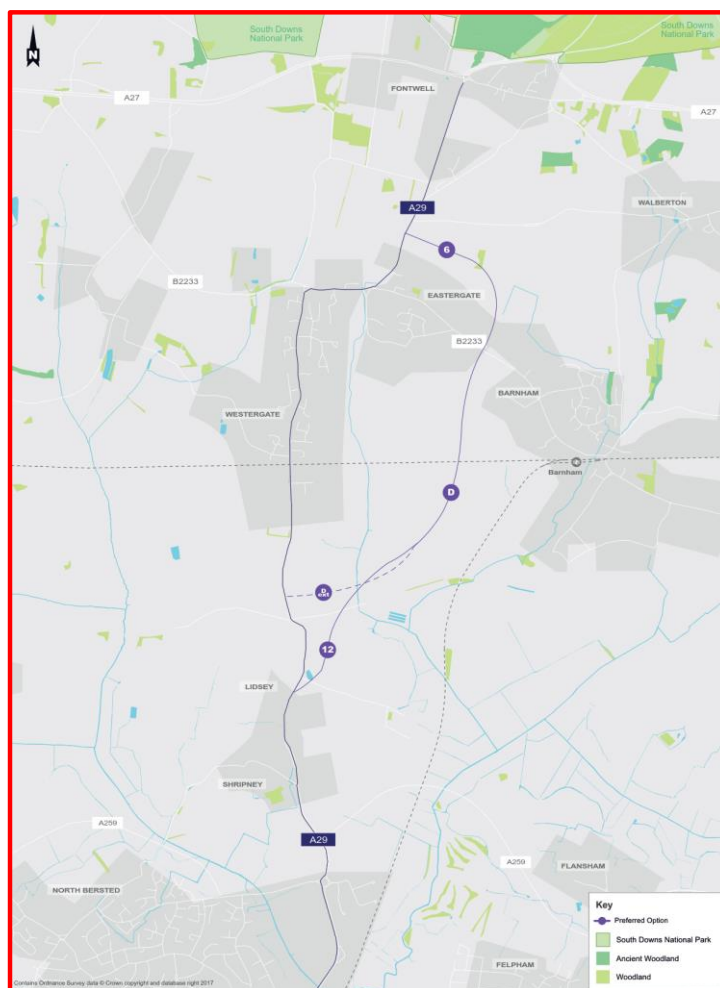 South Downs
National Park
South Downs
National Park
N
FONTWELL
A27
A27
A29
WALBERTON
6
B2233
EASTERGATE
B2233
BARNHAM
WESTERGATE
Barnham
D
D
ext
12
LIDSEY
SHRIPNEY
A259
A29
A259
FLANSHAM
NORTH BERSTED
FELPHAM
Key
Preferred Option
South Downs National Park
Ancient Woodland
Woodland
Contains Ordnance Survey data © Crown copyright and database right 2017